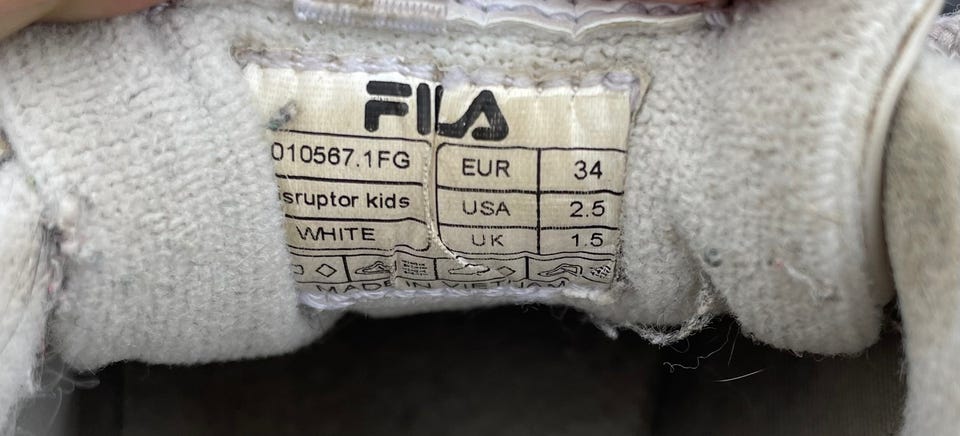 FILA
010567.1FG EUR 34
sruptor kids USA 2.5
WHITE UK 1.5
MADE IN VIETNAM